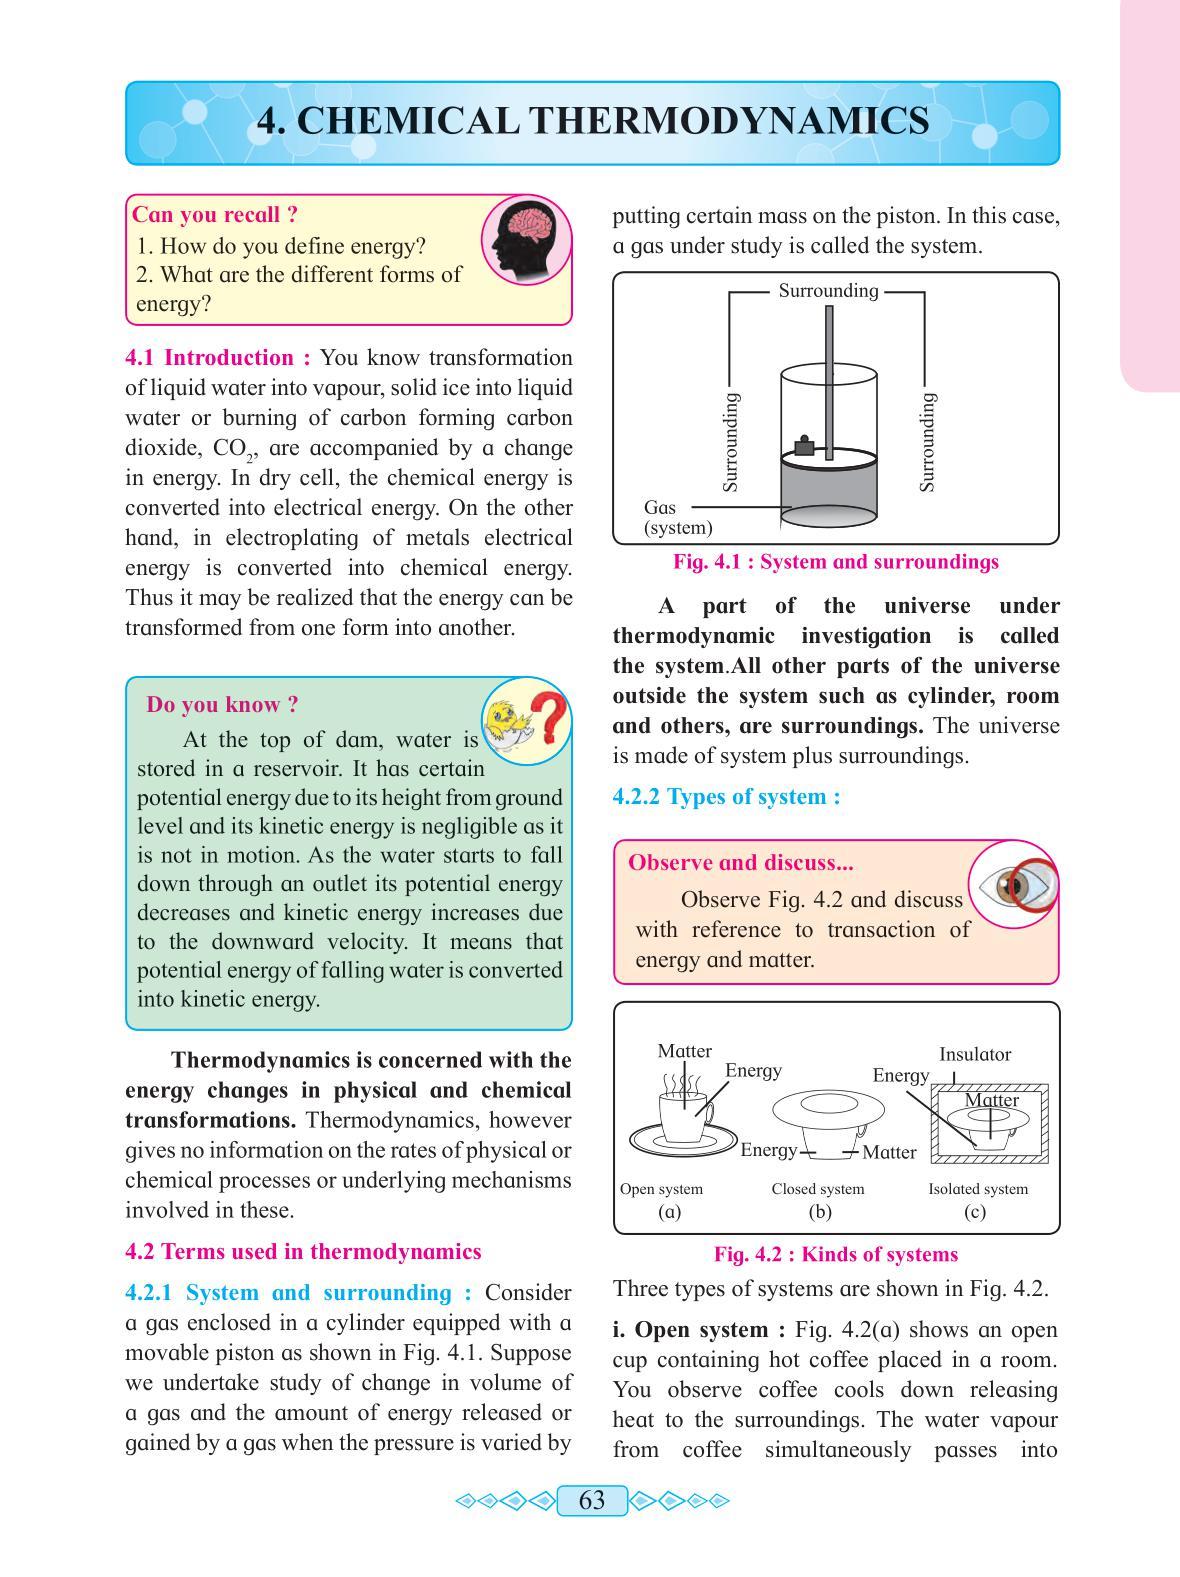 4. CHEMICAL THERMODYNAMICS
Can you recall ?
1. How do you define energy?
2. What are the different forms of
energy?
4.1 Introduction : You know transformation
of liquid water into vapour, solid ice into liquid
water or burning of carbon forming carbon
dioxide, CO2, are accompanied by a change
in energy. In dry cell, the chemical energy is
converted into electrical energy. On the other
hand, in electroplating of metals electrical
energy is converted into chemical energy.
Thus it may be realized that the energy can be
transformed from one form into another.
Do you know ?
At the top of dam, water is
stored in a reservoir. It has certain
potential energy due to its height from ground
level and its kinetic energy is negligible as it
is not in motion. As the water starts to fall
down through an outlet its potential energy
decreases and kinetic energy increases due
to the downward velocity. It means that
potential energy of falling water is converted
into kinetic energy.
Thermodynamics is concerned with the
energy changes in physical and chemical
transformations. Thermodynamics, however
gives no information on the rates of physical or
chemical processes or underlying mechanisms
involved in these.
4.2 Terms used in thermodynamics
4.2.1 System and surrounding : Consider
a gas enclosed in a cylinder equipped with a
movable piston as shown in Fig. 4.1. Suppose
we undertake study of change in volume of
a gas and the amount of energy released or
gained by a gas when the pressure is varied by
putting certain mass on the piston. In this case,
a gas under study is called the system.
Surrounding
Surrounding
Surrounding
Gas
(system)
Fig. 4.1 : System and surroundings
A part of the universe under
thermodynamic investigation is called
the system.All other parts of the universe
outside the system such as cylinder, room
and others, are surroundings. The universe
is made of system plus surroundings.
4.2.2 Types of system :
Observe and discuss...
Observe Fig. 4.2 and discuss
with reference to transaction of
energy and matter.
Matter
Energy
Energy
Matter
Insulator
Energy
Matter
Open system
(a)
Closed system
(b)
Isolated system
(c)
Fig. 4.2 : Kinds of systems
Three types of systems are shown in Fig. 4.2.
i. Open system : Fig. 4.2(a) shows an open
cup containing hot coffee placed in a room.
You observe coffee cools down releasing
heat to the surroundings. The water vapour
from coffee simultaneously passes into
63